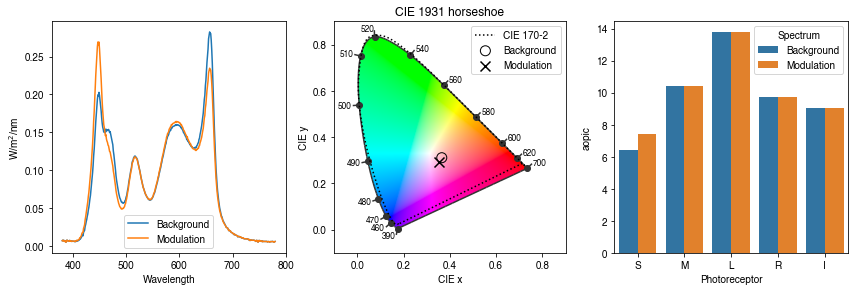 0.25
0.20
0.15
0.10
0.05
0.00
W/m²/nm
400
500
600
700
800
Wavelength
Background
Modulation
CIE 1931 horseshoe
0.8
0.6
0.4
0.2
0.0
CIE y
0.0
0.2
0.4
0.6
0.8
CIE x
CIE 170-2
Background
Modulation
520
540
510
560
500
580
600
620
490
700
480
470
460
390
14
12
10
8
6
4
2
0
aopic
S
M
L
R
I
Photoreceptor
Spectrum
Background
Modulation